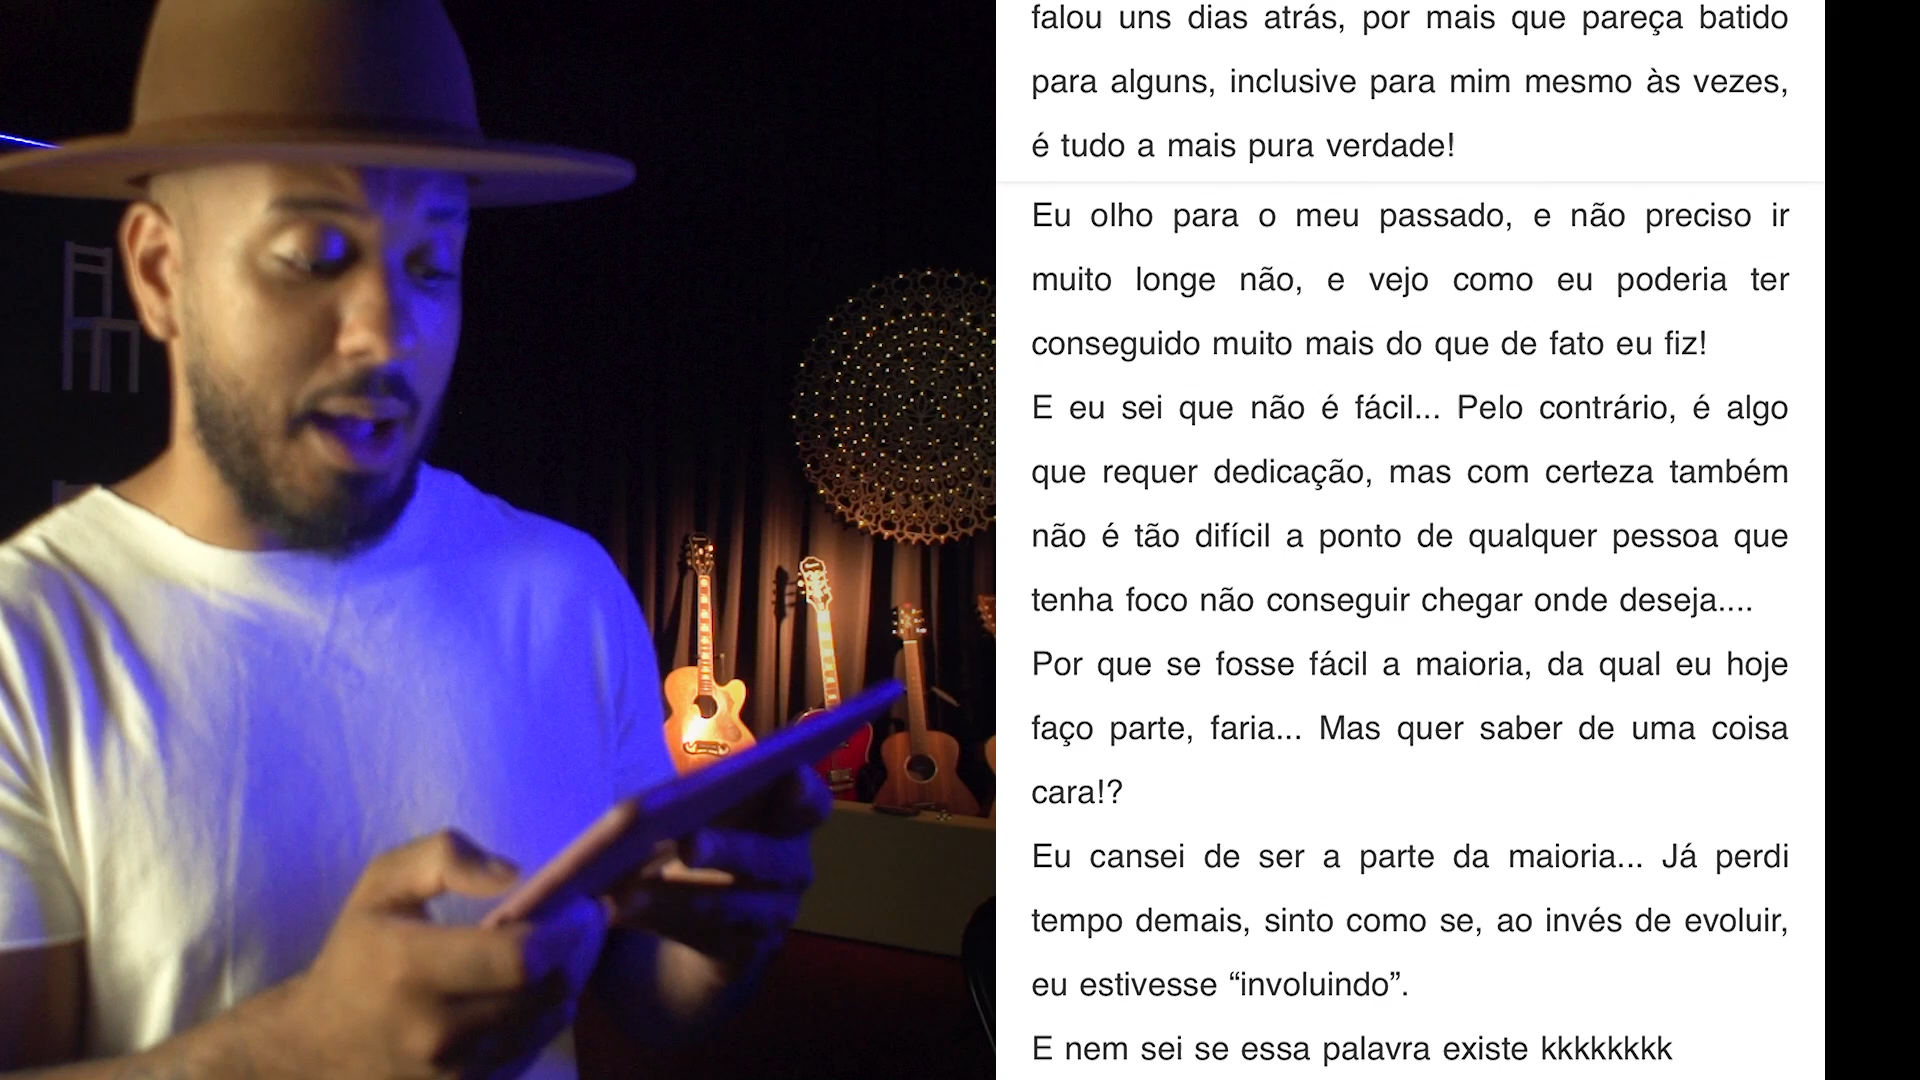 falou uns dias atrás, por mais que pareça batido
para alguns, inclusive para mim mesmo às vezes,
é tudo a mais pura verdade!
Eu olho para o meu passado, e não preciso ir
muito longe não, e vejo como eu poderia ter
conseguido muito mais do que de fato eu fiz!
E eu sei que não é fácil... Pelo contrário, é algo
que requer dedicação, mas com certeza também
não é tão difícil a ponto de qualquer pessoa que
tenha foco não conseguir chegar onde deseja....
Por que se fosse fácil a maioria, da qual eu hoje
faço parte, faria... Mas quer saber de uma coisa
cara!?
Eu cansei de ser a parte da maioria... Já perdi
tempo demais, sinto como se, ao invés de evoluir,
eu estivesse “involuindo”.
E nem sei se essa palavra existe kkkkkkkk